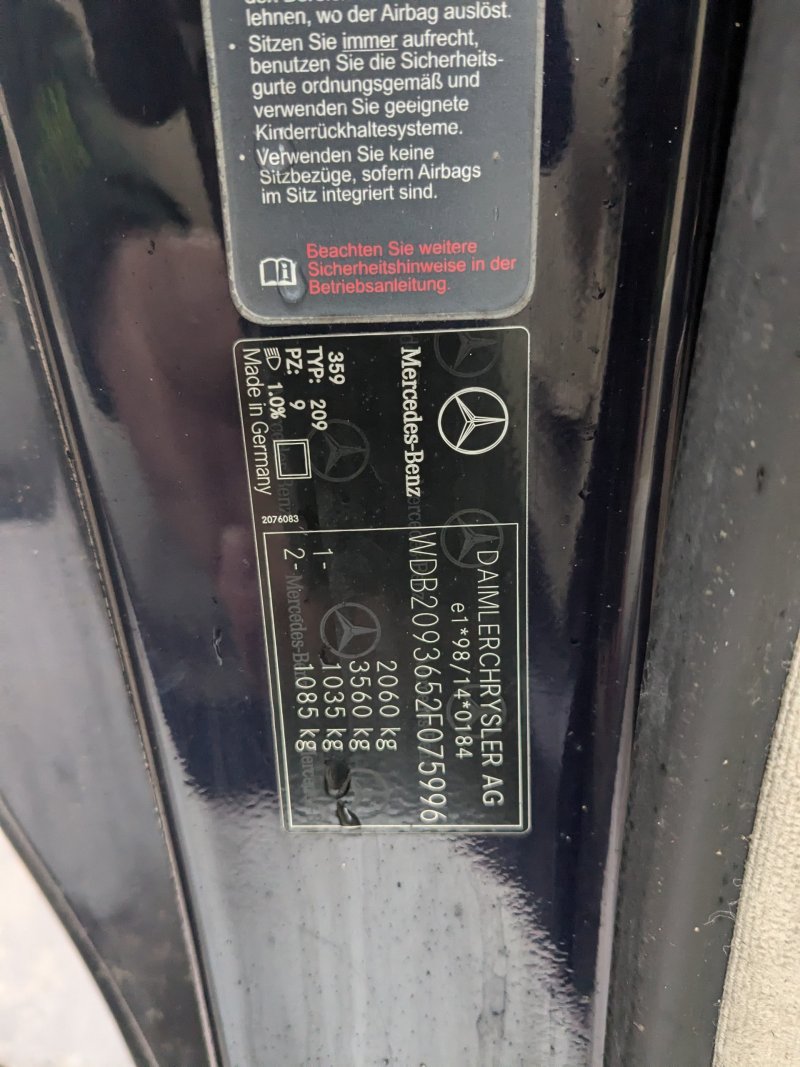 lehnen, wo der Airbag auslöst.
• Sitzen Sie immer aufrecht,
benutzen Sie die Sicherheits-
gurte ordnungsgemäß und
verwenden Sie geeignete
Kinderrückhaltesysteme.
• Verwenden Sie keine
Sitzbezüge, sofern Airbags
im Sitz integriert sind.
Beachten Sie weitere
Sicherheitshinweise in der
Betriebsanleitung.
Mercedes-Benz
359
TYP: 209
PZ: 9
1.0%
Made in Germany
2076083
DAIMLERCHRYSLER AG
e1*98/14*0184
WDB2093652F075996
2060 kg
3560 kg
1- 1035 kg
2- 1085 kg